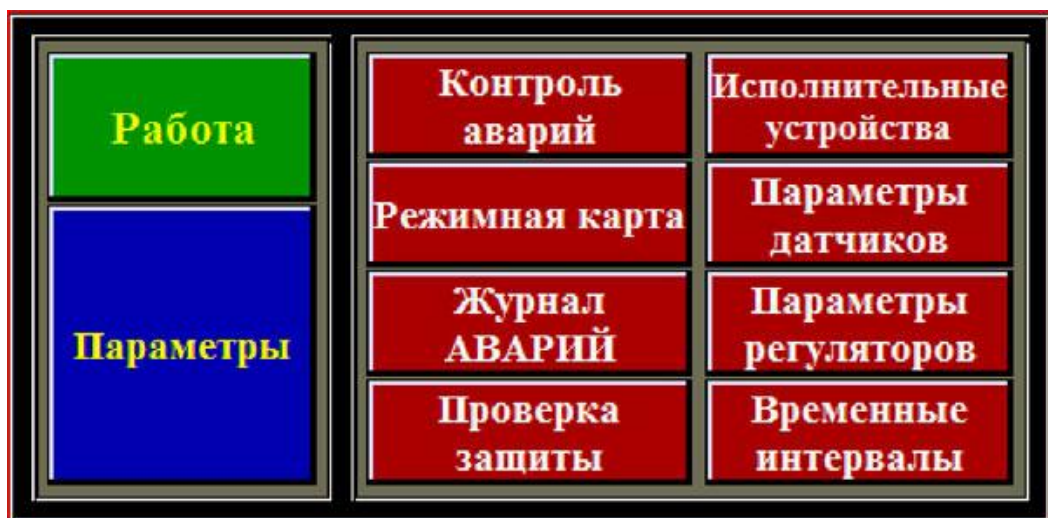 Работа
Параметры
Контроль
аварий
Режимная карта
Журнал
АВАРИЙ
Проверка
защиты
Исполнительные
устройства
Параметры
датчиков
Параметры
регуляторов
Временные
интервалы